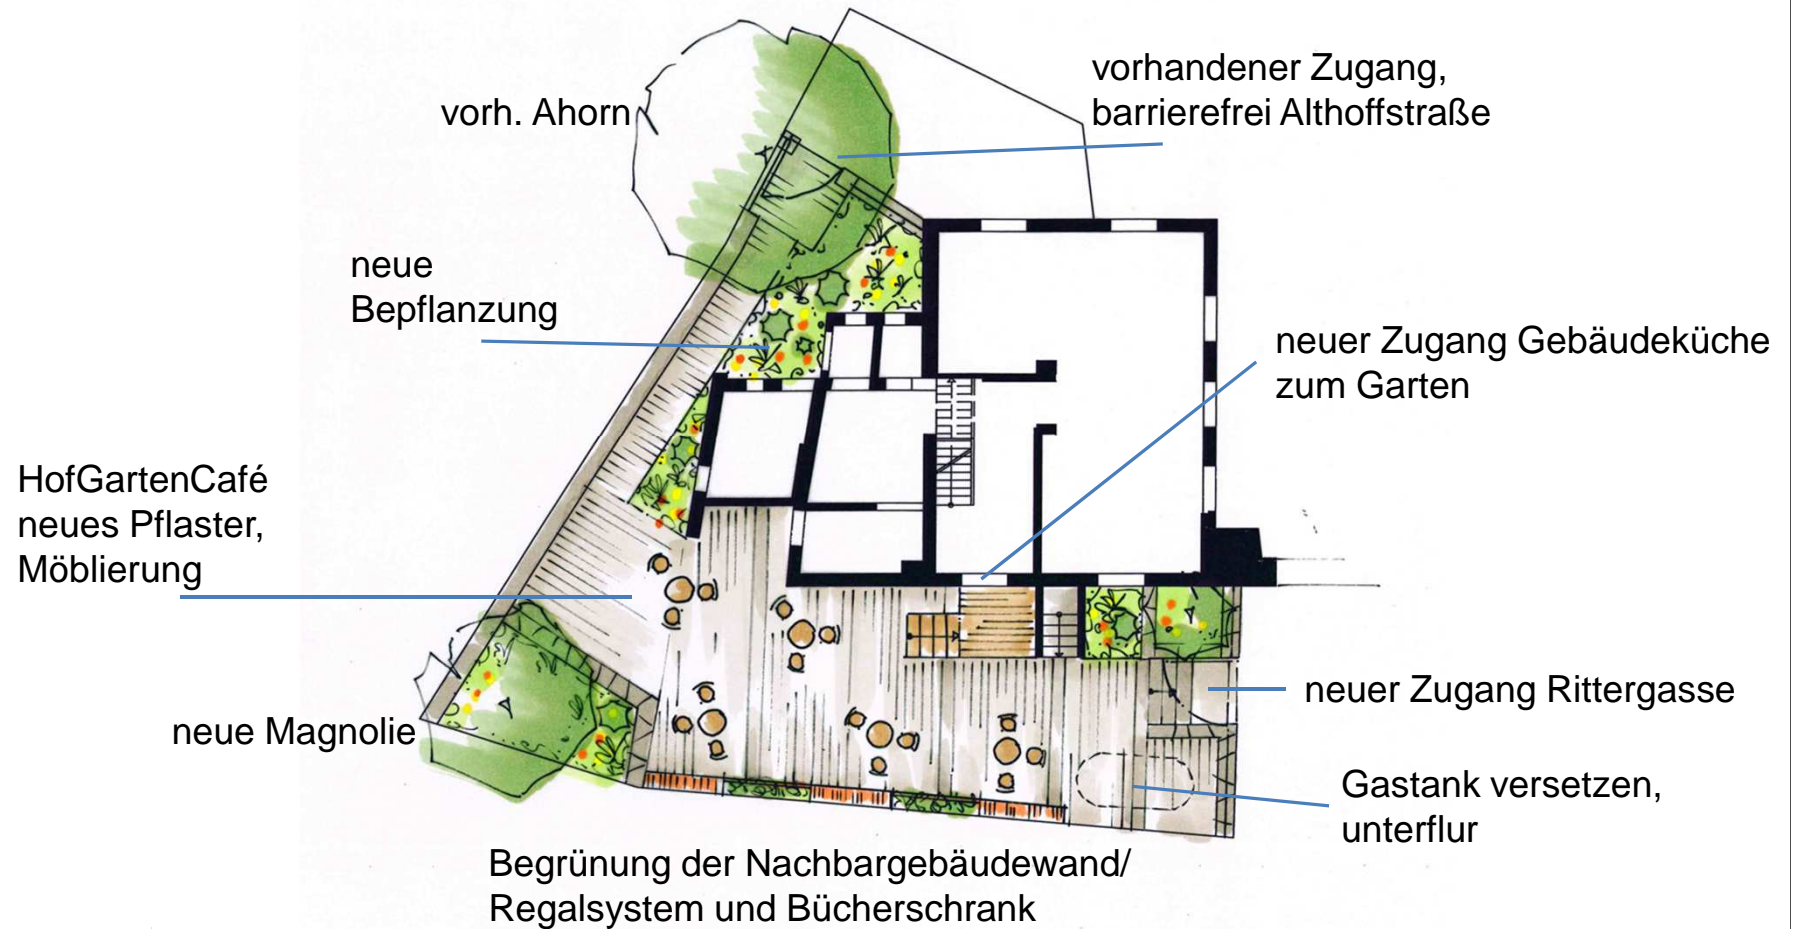 vorhandener Zugang,
barrierefrei Althoffstraße
vorh. Ahorn
neue
Bepflanzung
neuer Zugang Gebäudeküche
zum Garten
HofGartenCafé
neues Pflaster,
Möblierung
neuer Zugang Rittergasse
neue Magnolie
Gastank versetzen,
unterflur
Begrünung der Nachbargebäudewand/
Regalsystem und Bücherschrank